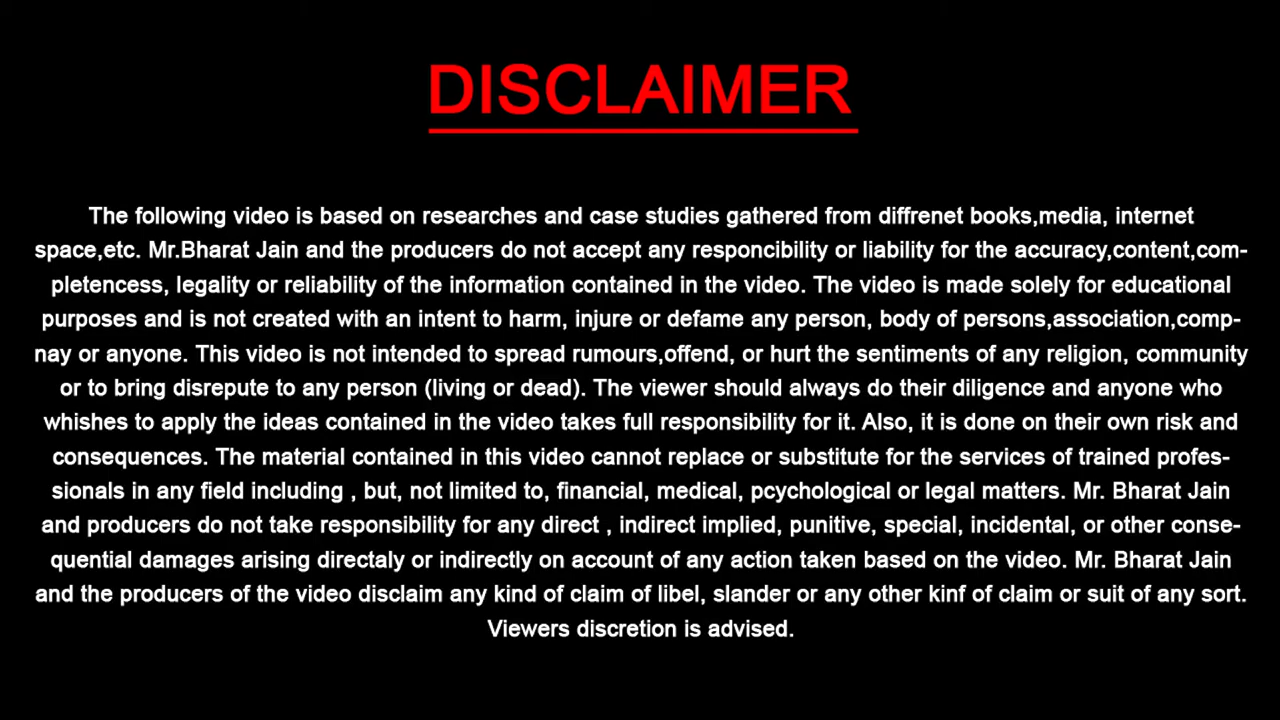 DISCLAIMER
The following video is based on researches and case studies gathered from diffrenet books,media, internet
space,etc. Mr.Bharat Jain and the producers do not accept any responcibility or liability for the accuracy,content,com-
pletencess, legality or reliability of the information contained in the video. The video is made solely for educational
purposes and is not created with an intent to harm, injure or defame any person, body of persons,association,comp-
nay or anyone. This video is not intended to spread rumours,offend, or hurt the sentiments of any religion, community
or to bring disrepute to any person (living or dead). The viewer should always do their diligence and anyone who
whishes to apply the ideas contained in the video takes full responsibility for it. Also, it is done on their own risk and
consequences. The material contained in this video cannot replace or substitute for the services of trained profes-
sionals in any field including , but, not limited to, financial, medical, pcychological or legal matters. Mr. Bharat Jain
and producers do not take responsibility for any direct , indirect implied, punitive, special, incidental, or other conse-
quential damages arising directaly or indirectly on account of any action taken based on the video. Mr. Bharat Jain
and the producers of the video disclaim any kind of claim of libel, slander or any other kinf of claim or suit of any sort.
Viewers discretion is advised.